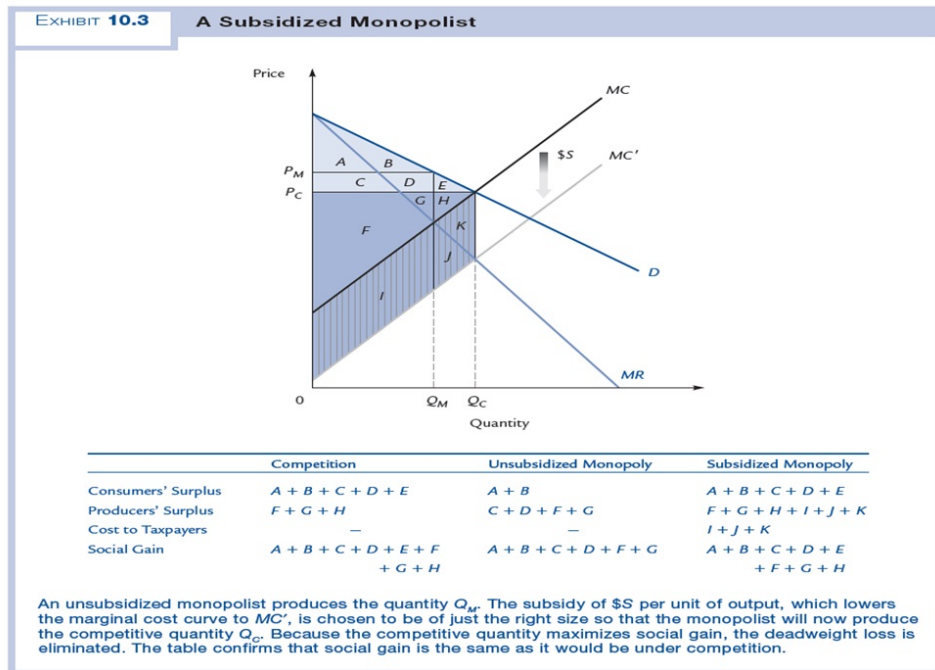 EXHIBIT 10.3
A Subsidized Monopolist
Price
MC
$S
MC'
A
B
PM
C
D
E
PC
G
H
F
K
J
I
D
MR
0
QM
QC
Quantity
Competition
Unsubsidized Monopoly
Subsidized Monopoly
Consumers' Surplus
A + B + C + D + E
A + B
A + B + C + D + E
Producers' Surplus
F + G + H
C + D + F + G
F + G + H + I + J + K
Cost to Taxpayers
—
—
I + J + K
Social Gain
A + B + C + D + E + F
A + B + C + D + F + G
A + B + C + D + E
+ G + H
+ F + G + H
An unsubsidized monopolist produces the quantity QM. The subsidy of $S per unit of output, which lowers
the marginal cost curve to MC', is chosen to be of just the right size so that the monopolist will now produce
the competitive quantity QC. Because the competitive quantity maximizes social gain, the deadweight loss is
eliminated. The table confirms that social gain is the same as it would be under competition.